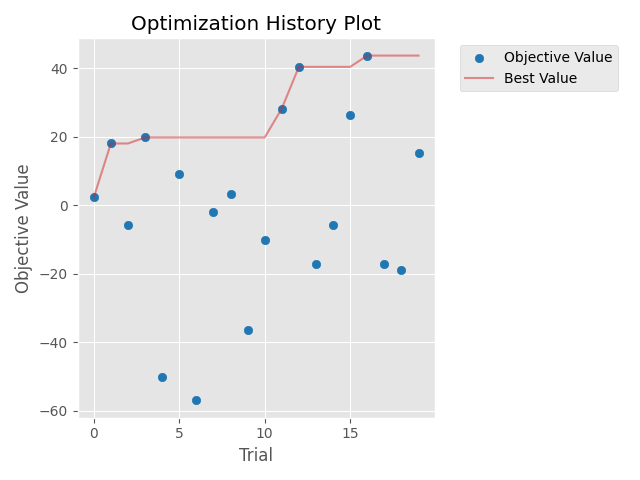 Optimization History Plot
Objective Value
Best Value
Objective Value
40
20
0
−20
−40
−60
0 5 10 15
Trial